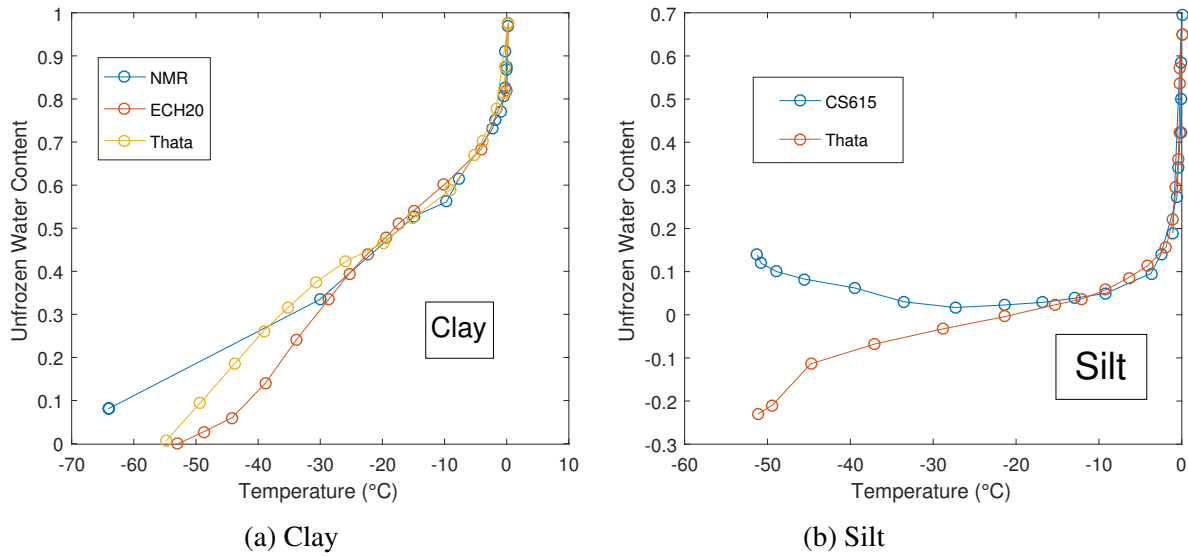 1
0.9
0.8
0.7
0.6
0.5
0.4
0.3
0.2
0.1
0
Unfrozen Water Content
NMR
ECH20
Thata
Clay
-70 -60 -50 -40 -30 -20 -10 0 10
Temperature (°C)
(a) Clay
0.7
0.6
0.5
0.4
0.3
0.2
0.1
0
-0.1
-0.2
-0.3
Unfrozen Water Content
CS615
Thata
Silt
-60 -50 -40 -30 -20 -10 0
Temperature (°C)
(b) Silt